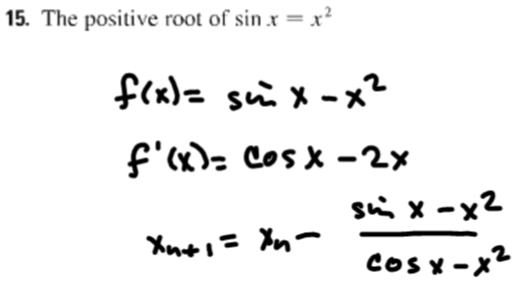 15. The positive root of sin x = x²
f(x) = sin x - x²
f'(x) = cos x - 2x
xₙ₊₁ = xₙ - (sin x - x²)/(cos x - x²)